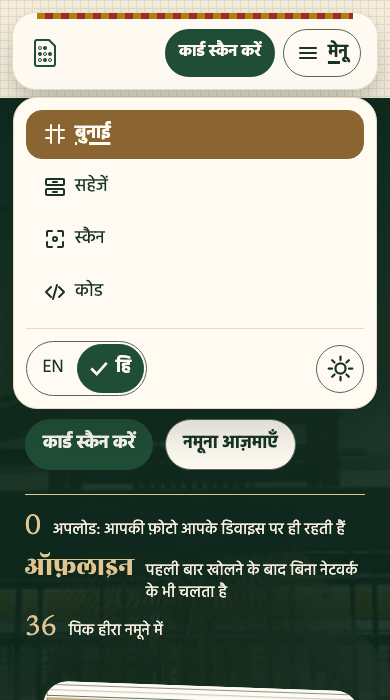 कार्ड स्कैन करें
मेनू
बुनाई
सहेजें
स्कैन
कोड
EN
हि
कार्ड स्कैन करें
नमूना आज़माएँ
0 अपलोड: आपकी फ़ोटो आपके डिवाइस पर ही रहती हैं
ऑफ़लाइन पहली बार खोलने के बाद बिना नेटवर्क
के भी चलता है
36 पिक हीरा नमूने में